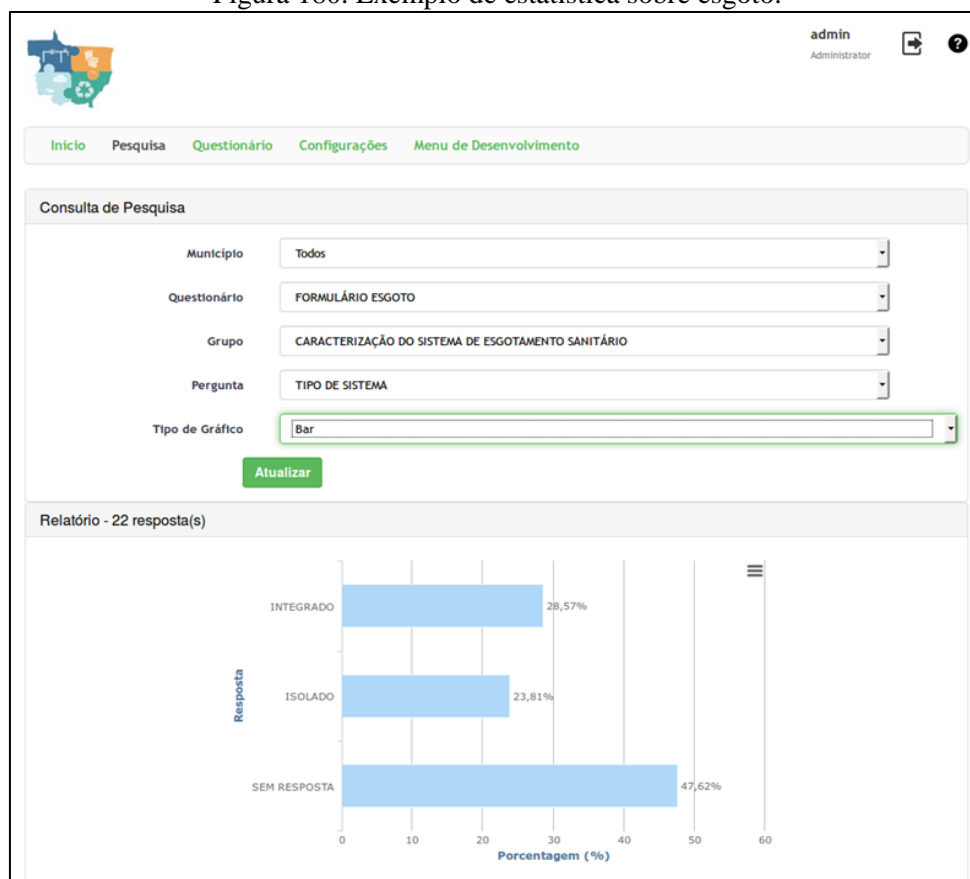 Figura 180: Exemplo de estatística sobre esgoto.
admin
Administrator
Início Pesquisa Questionário Configurações Menu de Desenvolvimento
Consulta de Pesquisa
Município Todos
Questionário FORMULÁRIO ESGOTO
Grupo CARACTERIZAÇÃO DO SISTEMA DE ESGOTAMENTO SANITÁRIO
Pergunta TIPO DE SISTEMA
Tipo de Gráfico Bar
Atualizar
Relatório - 22 resposta(s)
INTEGRADO 28,57%
Resposta
ISOLADO 23,81%
SEM RESPOSTA 47,62%
0 10 20 30 40 50 60
Porcentagem (%)